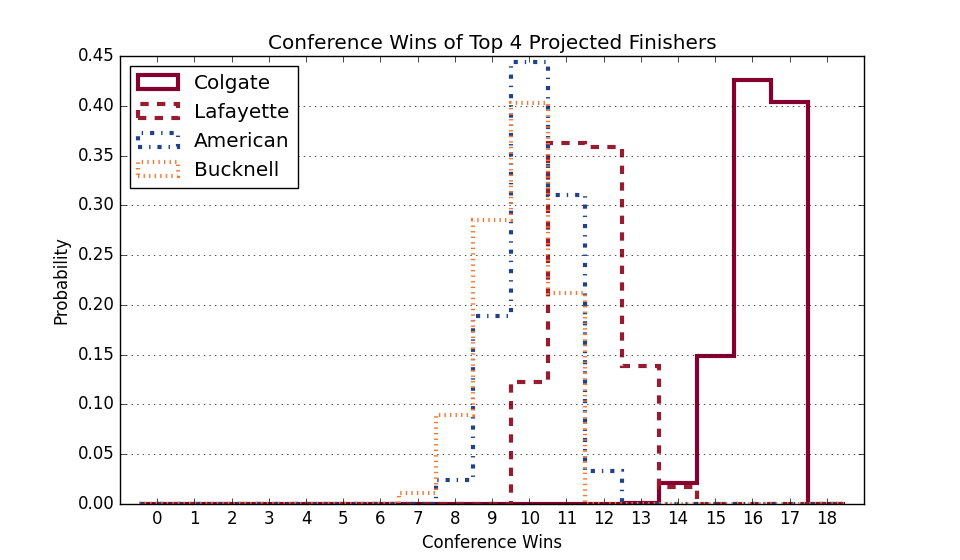 Conference Wins of Top 4 Projected Finishers
Colgate
Lafayette
American
Bucknell
Probability
0.45
0.40
0.35
0.30
0.25
0.20
0.15
0.10
0.05
0.00
0 1 2 3 4 5 6 7 8 9 10 11 12 13 14 15 16 17 18
Conference Wins